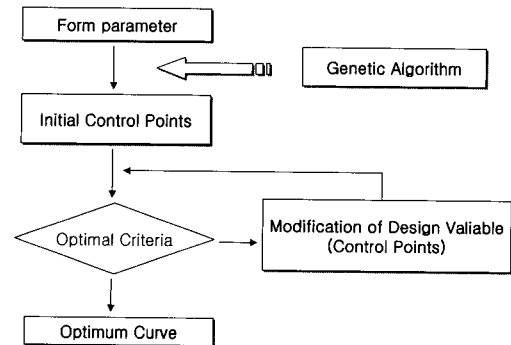 Form parameter
Genetic Algorithm
Initial Control Points
Optimal Criteria
Modification of Design Valiable
(Control Points)
Optimum Curve